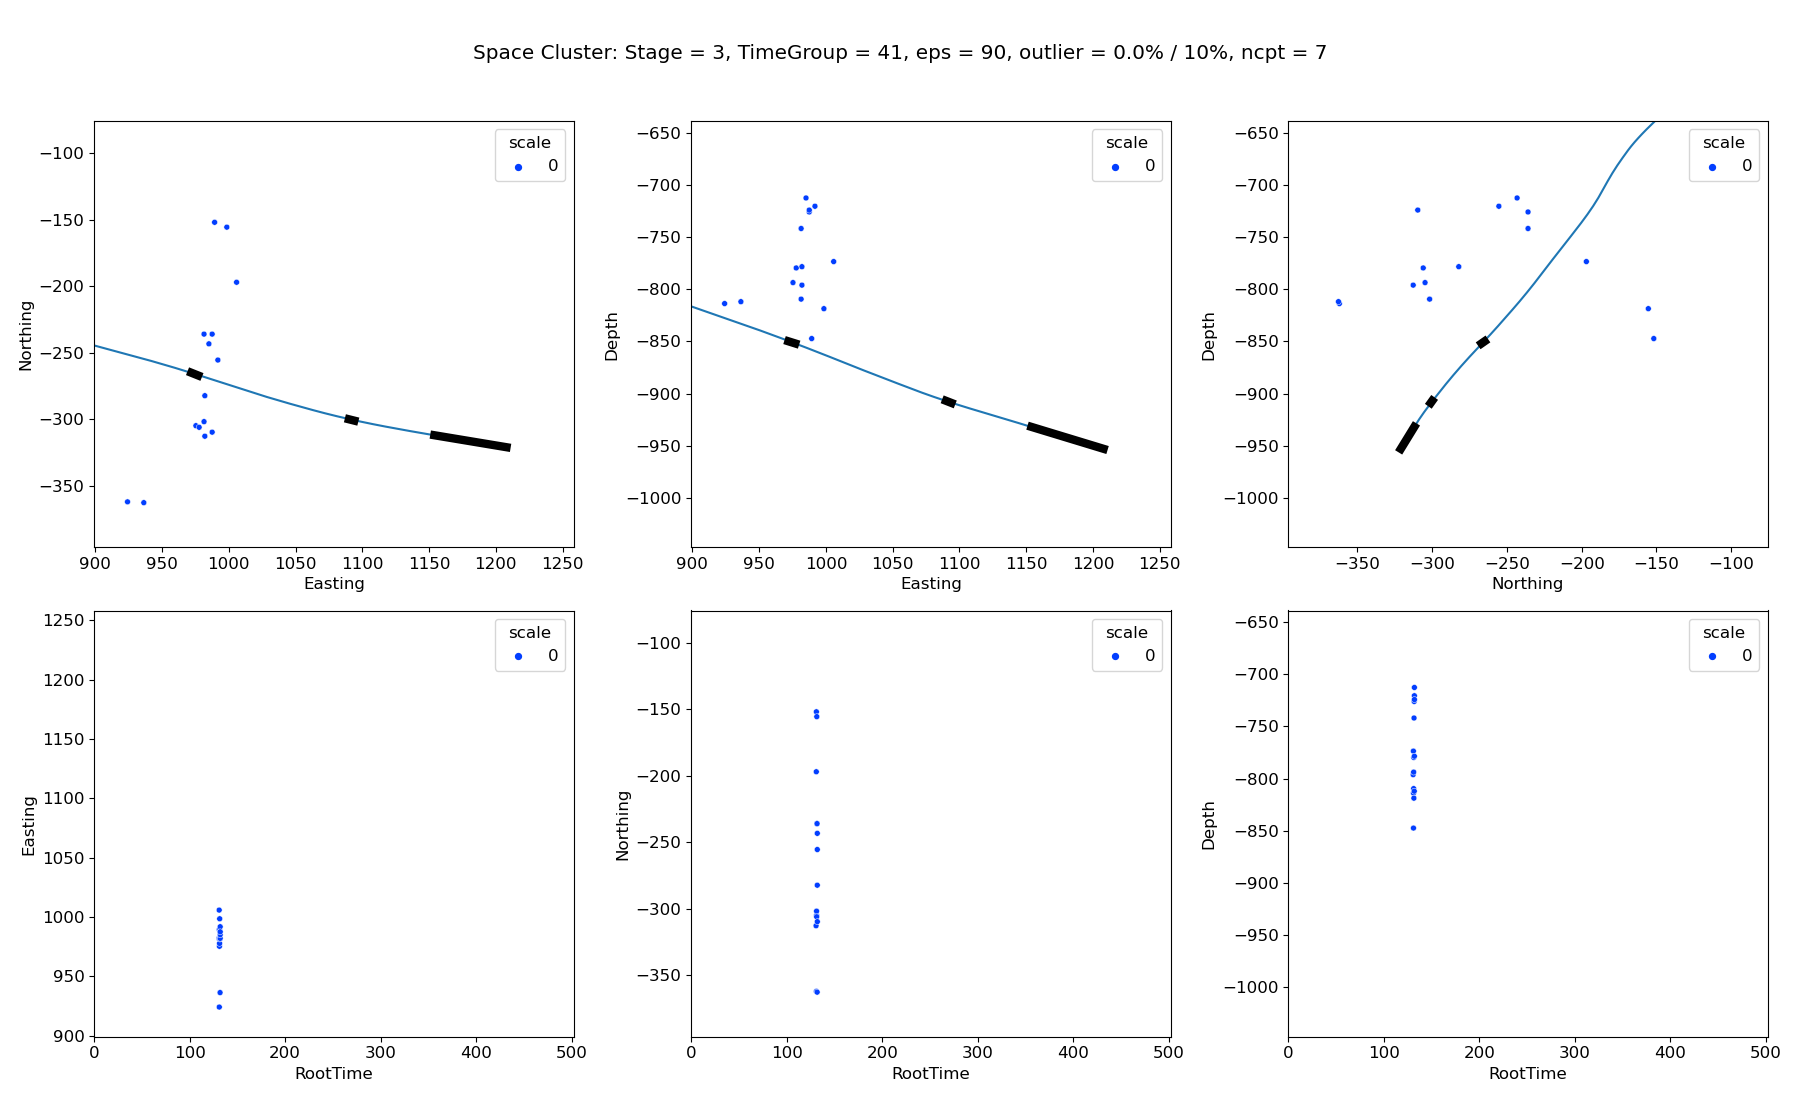 Space Cluster: Stage = 3, TimeGroup = 41, eps = 90, outlier = 0.0% / 10%, ncpt = 7
scale
0
−100
−150
−200
−250
−300
−350
Northing
900 950 1000 1050 1100 1150 1200 1250
Easting
scale
0
−650
−700
−750
−800
−850
−900
−950
−1000
Depth
900 950 1000 1050 1100 1150 1200 1250
Easting
scale
0
−650
−700
−750
−800
−850
−900
−950
−1000
Depth
−350 −300 −250 −200 −150 −100
Northing
scale
0
1250
1200
1150
1100
1050
1000
950
900
Easting
0 100 200 300 400 500
RootTime
scale
0
−100
−150
−200
−250
−300
−350
Northing
0 100 200 300 400 500
RootTime
scale
0
−650
−700
−750
−800
−850
−900
−950
−1000
Depth
0 100 200 300 400 500
RootTime